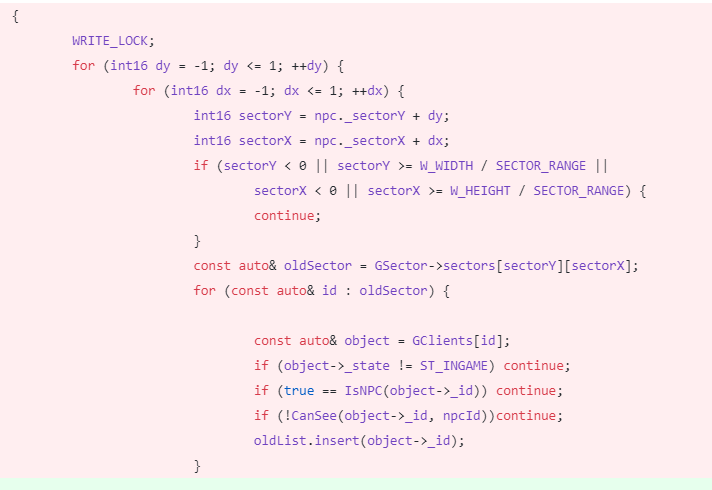 {
WRITE_LOCK;
for (int16 dy = -1; dy <= 1; ++dy) {
for (int16 dx = -1; dx <= 1; ++dx) {
int16 sectorY = npc._sectorY + dy;
int16 sectorX = npc._sectorX + dx;
if (sectorY < 0 || sectorY >= W_WIDTH / SECTOR_RANGE ||
sectorX < 0 || sectorX >= W_HEIGHT / SECTOR_RANGE) {
continue;
}
const auto& oldSector = GSector->sectors[sectorY][sectorX];
for (const auto& id : oldSector) {
const auto& object = GClients[id];
if (object->_state != ST_INGAME) continue;
if (true == IsNPC(object->_id)) continue;
if (!CanSee(object->_id, npcId))continue;
oldList.insert(object->_id);
}